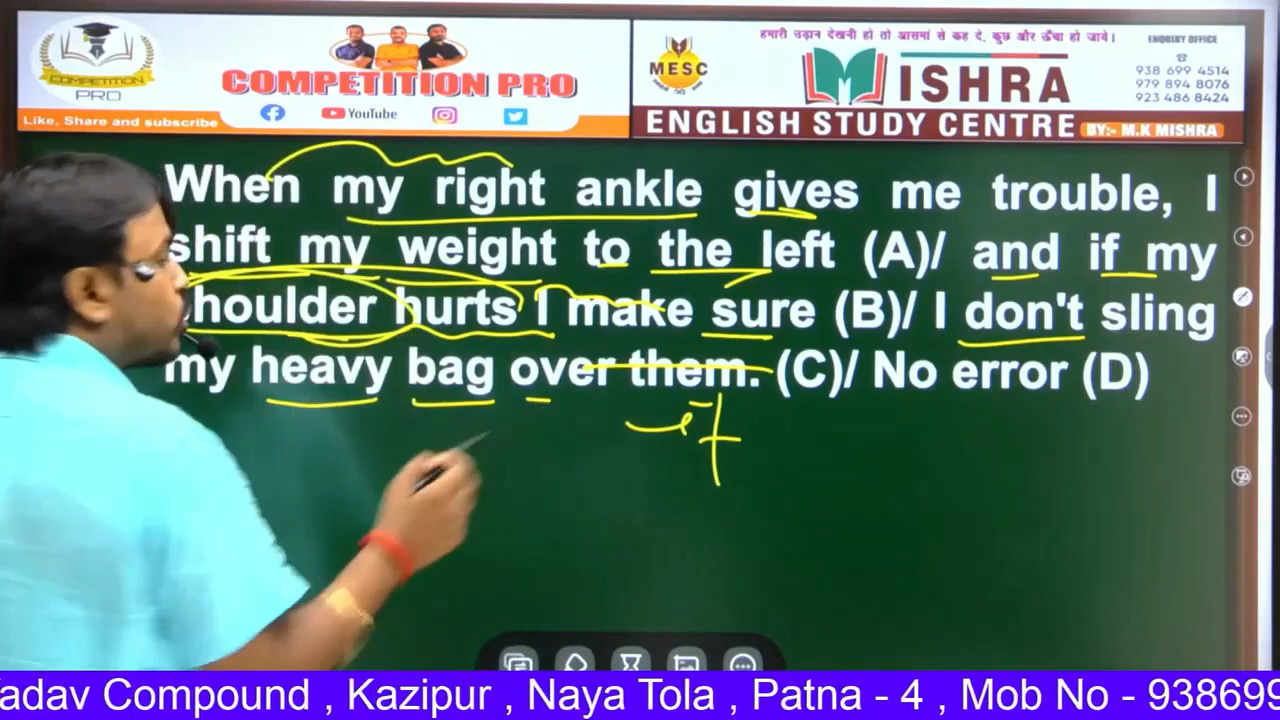 COMPETITION
PRO
COMPETITION PRO
Like, Share and subscribe
YouTube
हमारी उड़ान देखनी हो तो आसमां से कह दे, कुछ और ऊँचा हो जाये।
MESC
MISHRA
ENGLISH STUDY CENTRE
BY:- M.K MISHRA
ENQUIRY OFFICE
938 699 4514
979 894 8076
923 486 8424
When my right ankle gives me trouble, I
shift my weight to the left (A)/ and if my
shoulder hurts I make sure (B)/ I don't sling
my heavy bag over them. (C)/ No error (D)
it
Yadav Compound , Kazipur , Naya Tola , Patna - 4 , Mob No - 938699